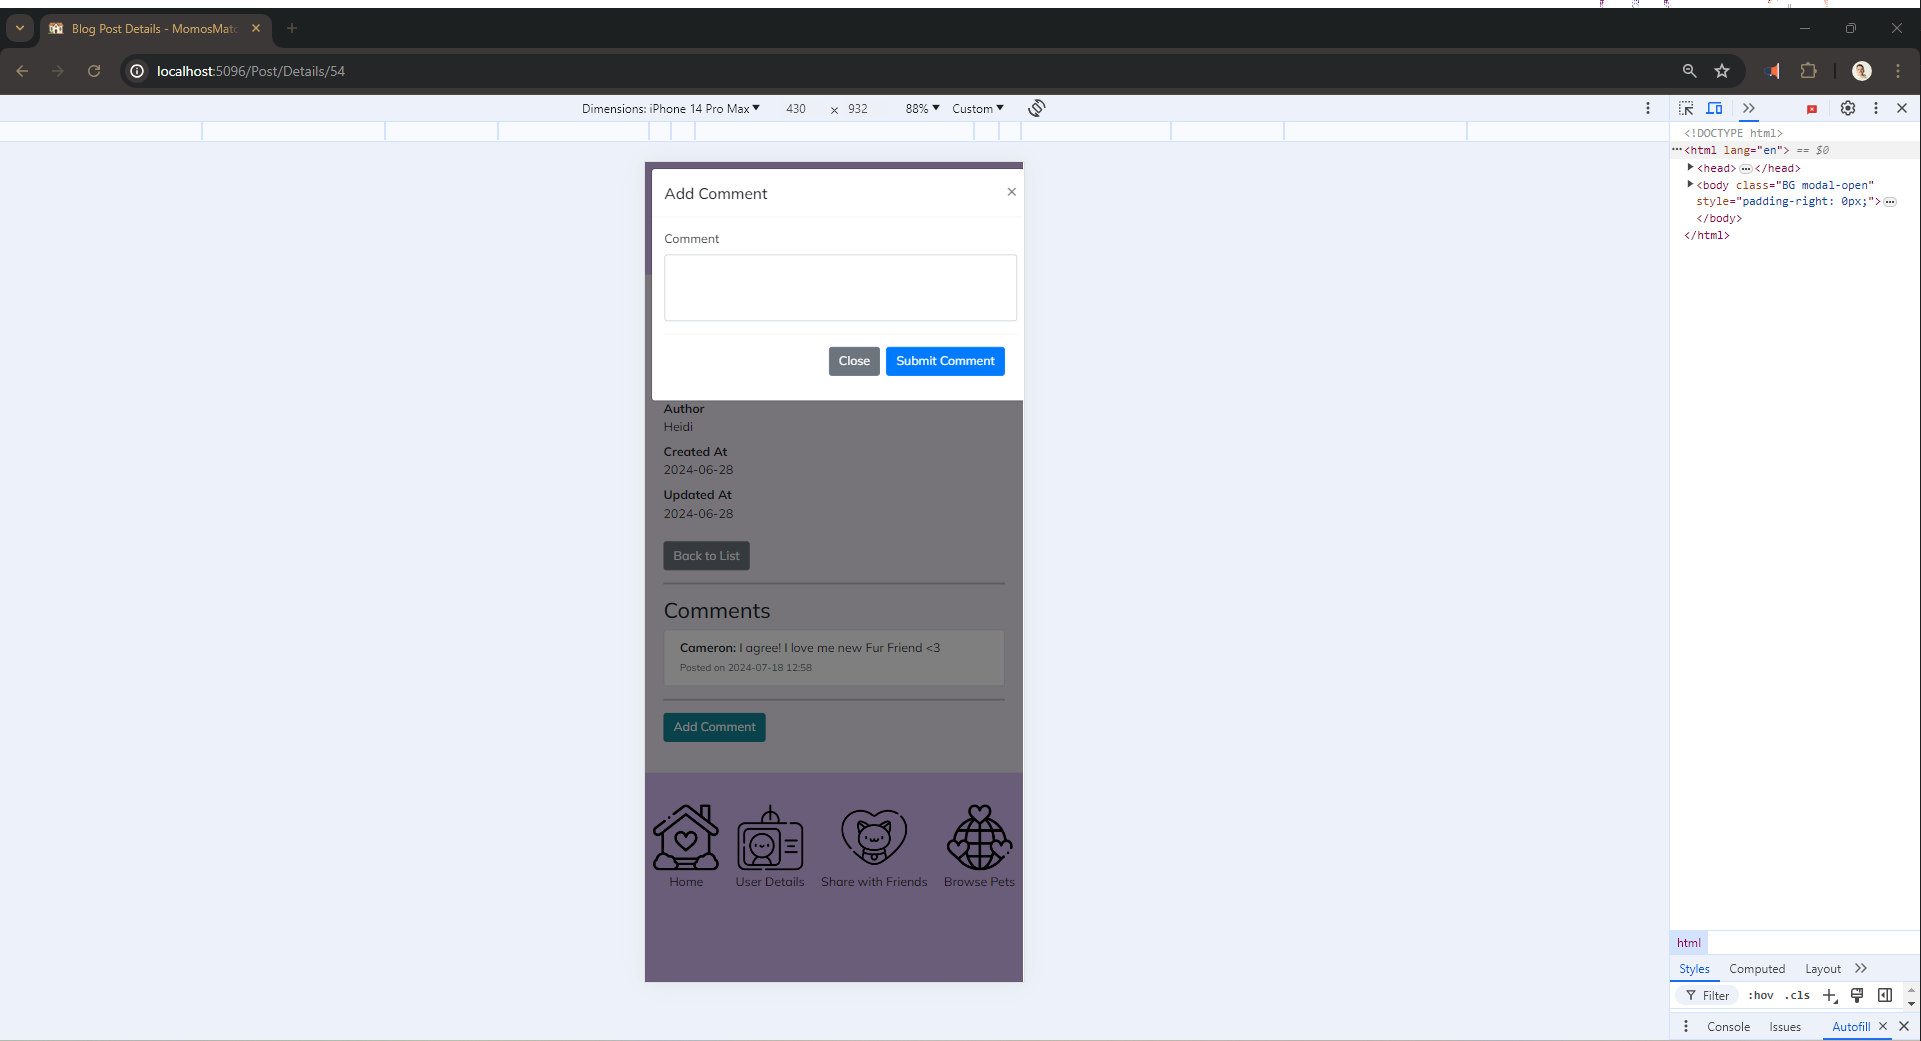 Blog Post Details - MomosMatc
localhost:5096/Post/Details/54
Dimensions: iPhone 14 Pro Max 430 × 932 88% Custom
Add Comment ×
Comment
Close Submit Comment
Author
Heidi
Created At
2024-06-28
Updated At
2024-06-28
Back to List
Comments
Cameron: I agree! I love me new Fur Friend <3
Posted on 2024-07-18 12:58
Add Comment
Home User Details Share with Friends Browse Pets
<!DOCTYPE html>
<html lang="en"> == $0
<head> </head>
<body class="BG modal-open"
style="padding-right: 0px;">
</body>
</html>
html
Styles Computed Layout
Filter :hov .cls
Console Issues Autofill